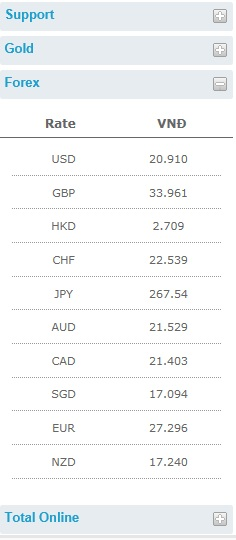 Support
Gold
Forex
Rate VNĐ
USD 20.910
GBP 33.961
HKD 2.709
CHF 22.539
JPY 267.54
AUD 21.529
CAD 21.403
SGD 17.094
EUR 27.296
NZD 17.240
Total Online